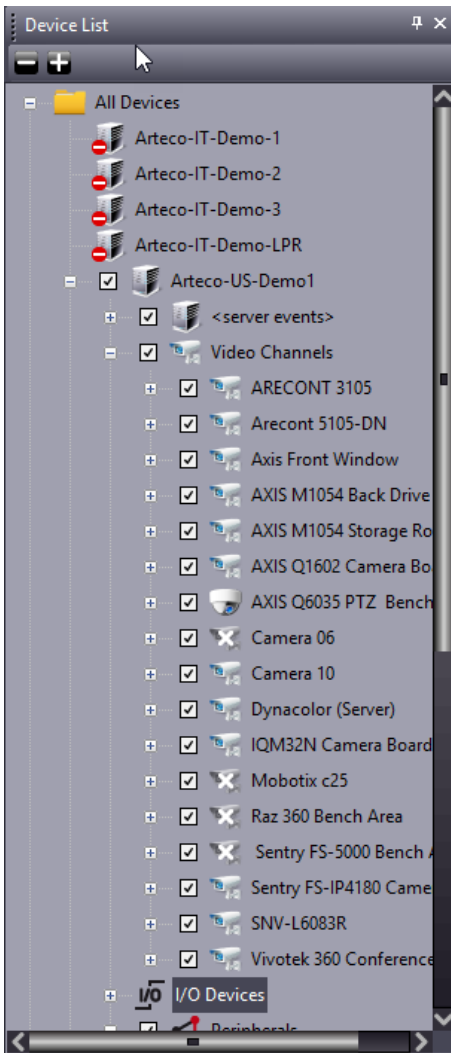 Device List
All Devices
Arteco-IT-Demo-1
Arteco-IT-Demo-2
Arteco-IT-Demo-3
Arteco-IT-Demo-LPR
Arteco-US-Demo1
<server events>
Video Channels
ARECONT 3105
Arecont 5105-DN
Axis Front Window
AXIS M1054 Back Drive
AXIS M1054 Storage Ro
AXIS Q1602 Camera Bo
AXIS Q6035 PTZ Bench
Camera 06
Camera 10
Dynacolor (Server)
IQM32N Camera Board
Mobotix c25
Raz 360 Bench Area
Sentry FS-5000 Bench
Sentry FS-IP4180 Came
SNV-L6083R
Vivotek 360 Conference
I/O I/O Devices
Peripherals